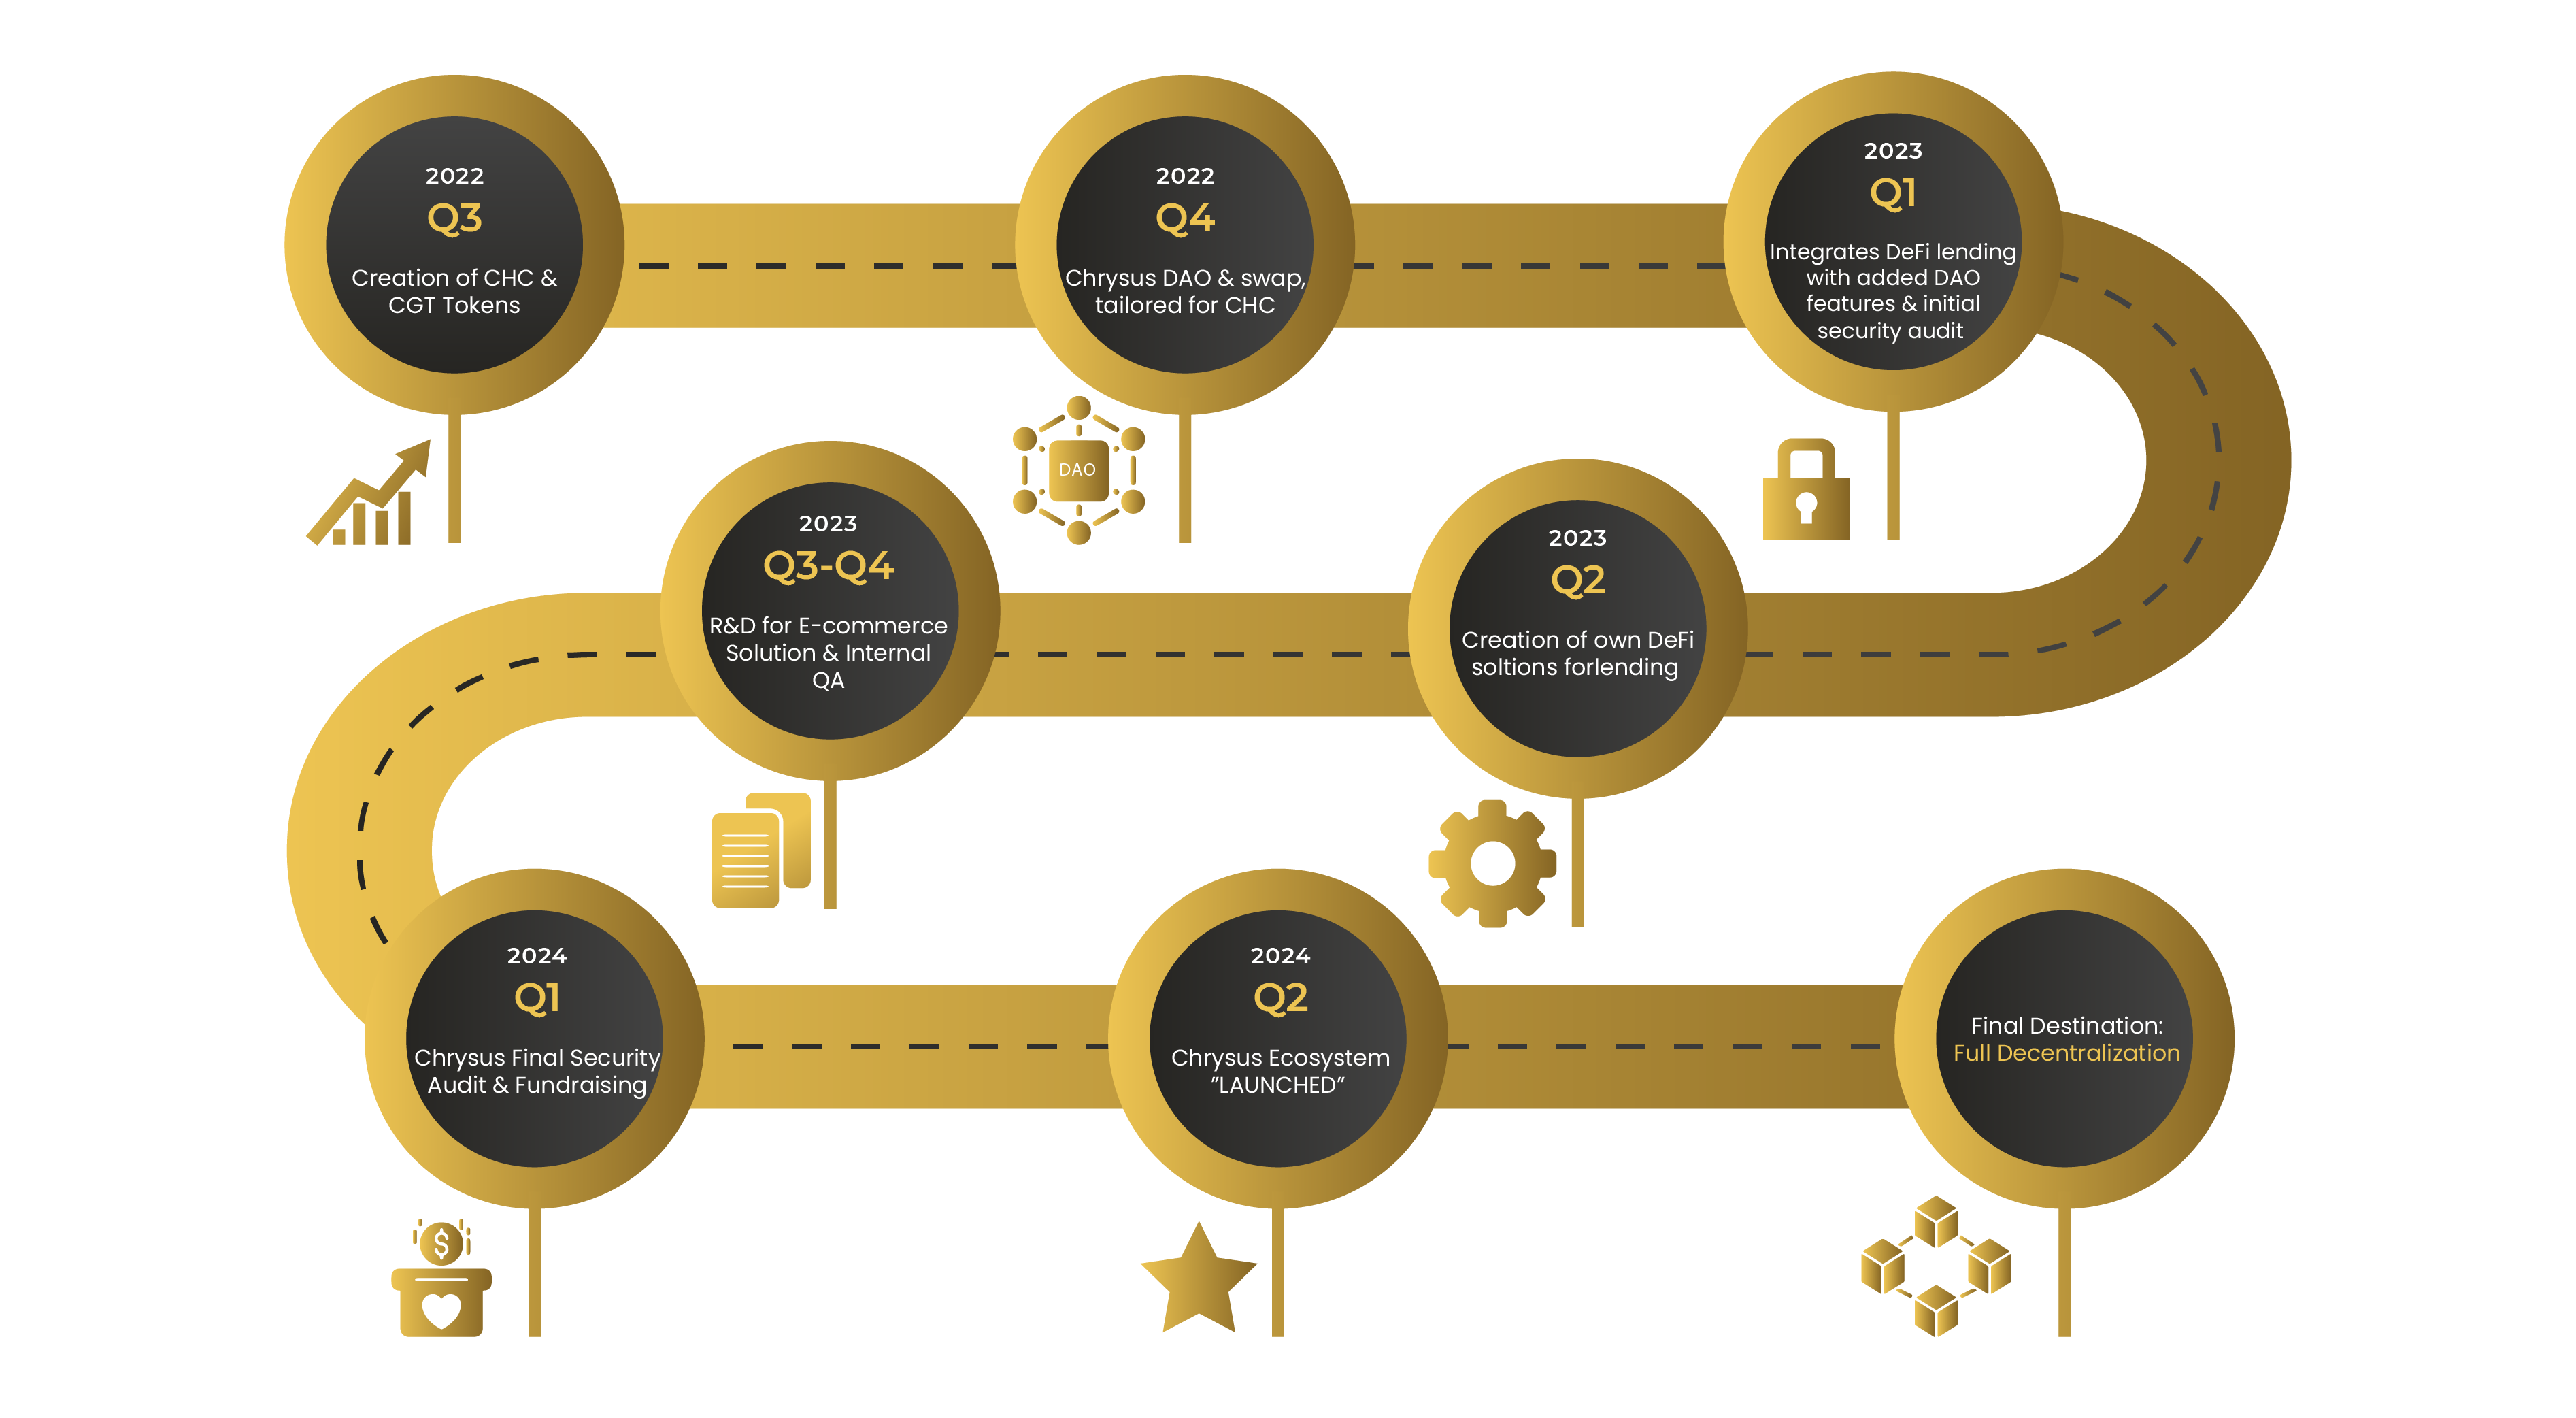 2022
Q3
Creation of CHC &
CGT Tokens
2022
Q4
Chrysus DAO & swap,
tailored for CHC
DAO
2023
Q1
Integrates DeFi lending
with added DAO
features & initial
security audit
2023
Q2
Creation of own DeFi
soltions forlending
2023
Q3-Q4
R&D for E-commerce
Solution & Internal
QA
2024
Q1
Chrysus Final Security
Audit & Fundraising
$
2024
Q2
Chrysus Ecosystem
”LAUNCHED”
Final Destination:
Full Decentralization